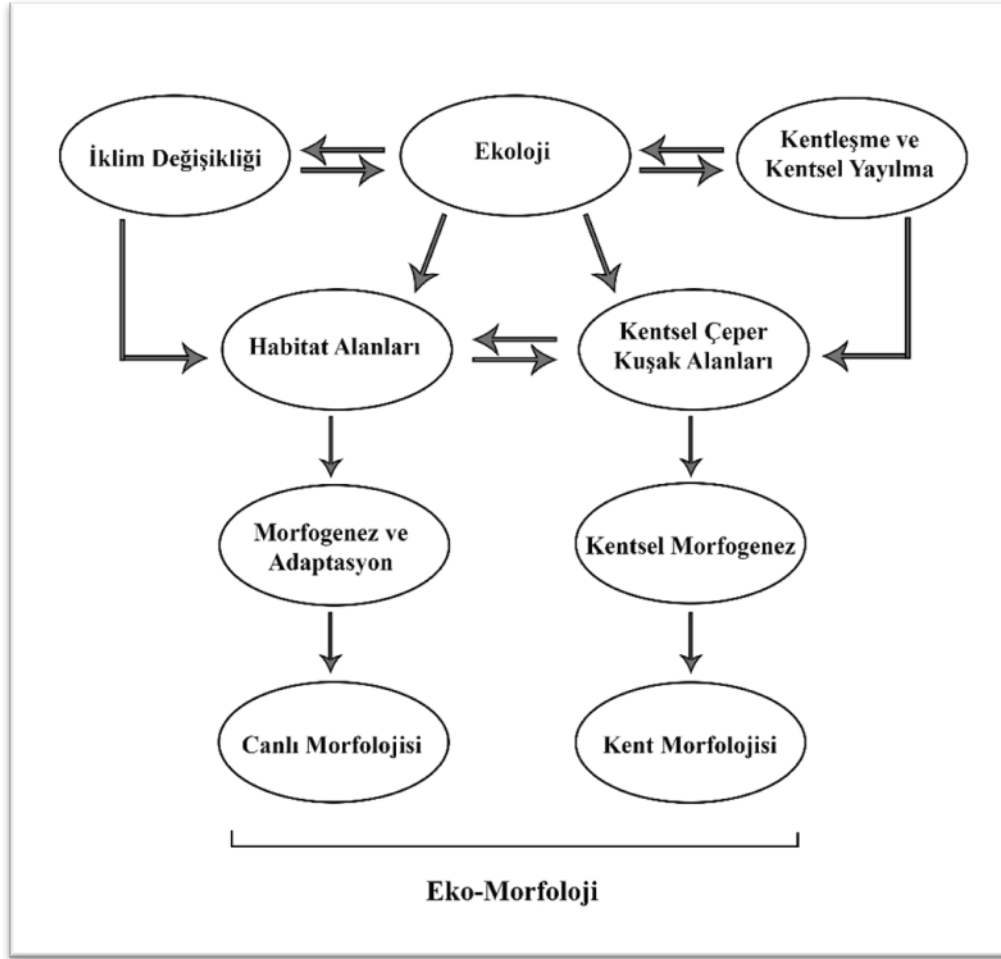 İklim Değişikliği
Ekoloji
Kentleşme ve
Kentsel Yayılma
Habitat Alanları
Kentsel Çeper
Kuşak Alanları
Morfogenez ve
Adaptasyon
Kentsel Morfogenez
Canlı Morfolojisi
Kent Morfolojisi
Eko-Morfoloji